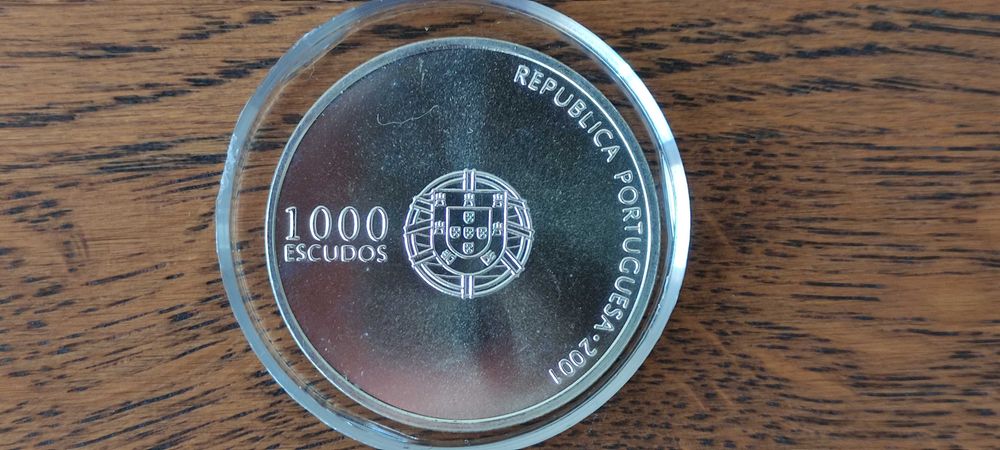 1000
ESCUDOS
REPUBLICA PORTUGUESA • 2001